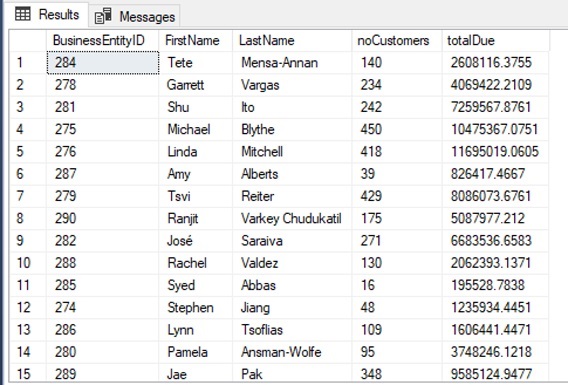 Results Messages
BusinessEntityID FirstName LastName noCustomers totalDue
1 284 Tete Mensa-Annan 140 2608116.3755
2 278 Garrett Vargas 234 4069422.2109
3 281 Shu Ito 242 7259567.8761
4 275 Michael Blythe 450 10475367.0751
5 276 Linda Mitchell 418 11695019.0605
6 287 Amy Alberts 39 826417.4667
7 279 Tsvi Reiter 429 8086073.6761
8 290 Ranjit Varkey Chudukatil 175 5087977.212
9 282 José Saraiva 271 6683536.6583
10 288 Rachel Valdez 130 2062393.1371
11 285 Syed Abbas 16 195528.7838
12 274 Stephen Jiang 48 1235934.4451
13 286 Lynn Tsoflias 109 1606441.4471
14 280 Pamela Ansman-Wolfe 95 3748246.1218
15 289 Jae Pak 348 9585124.9477